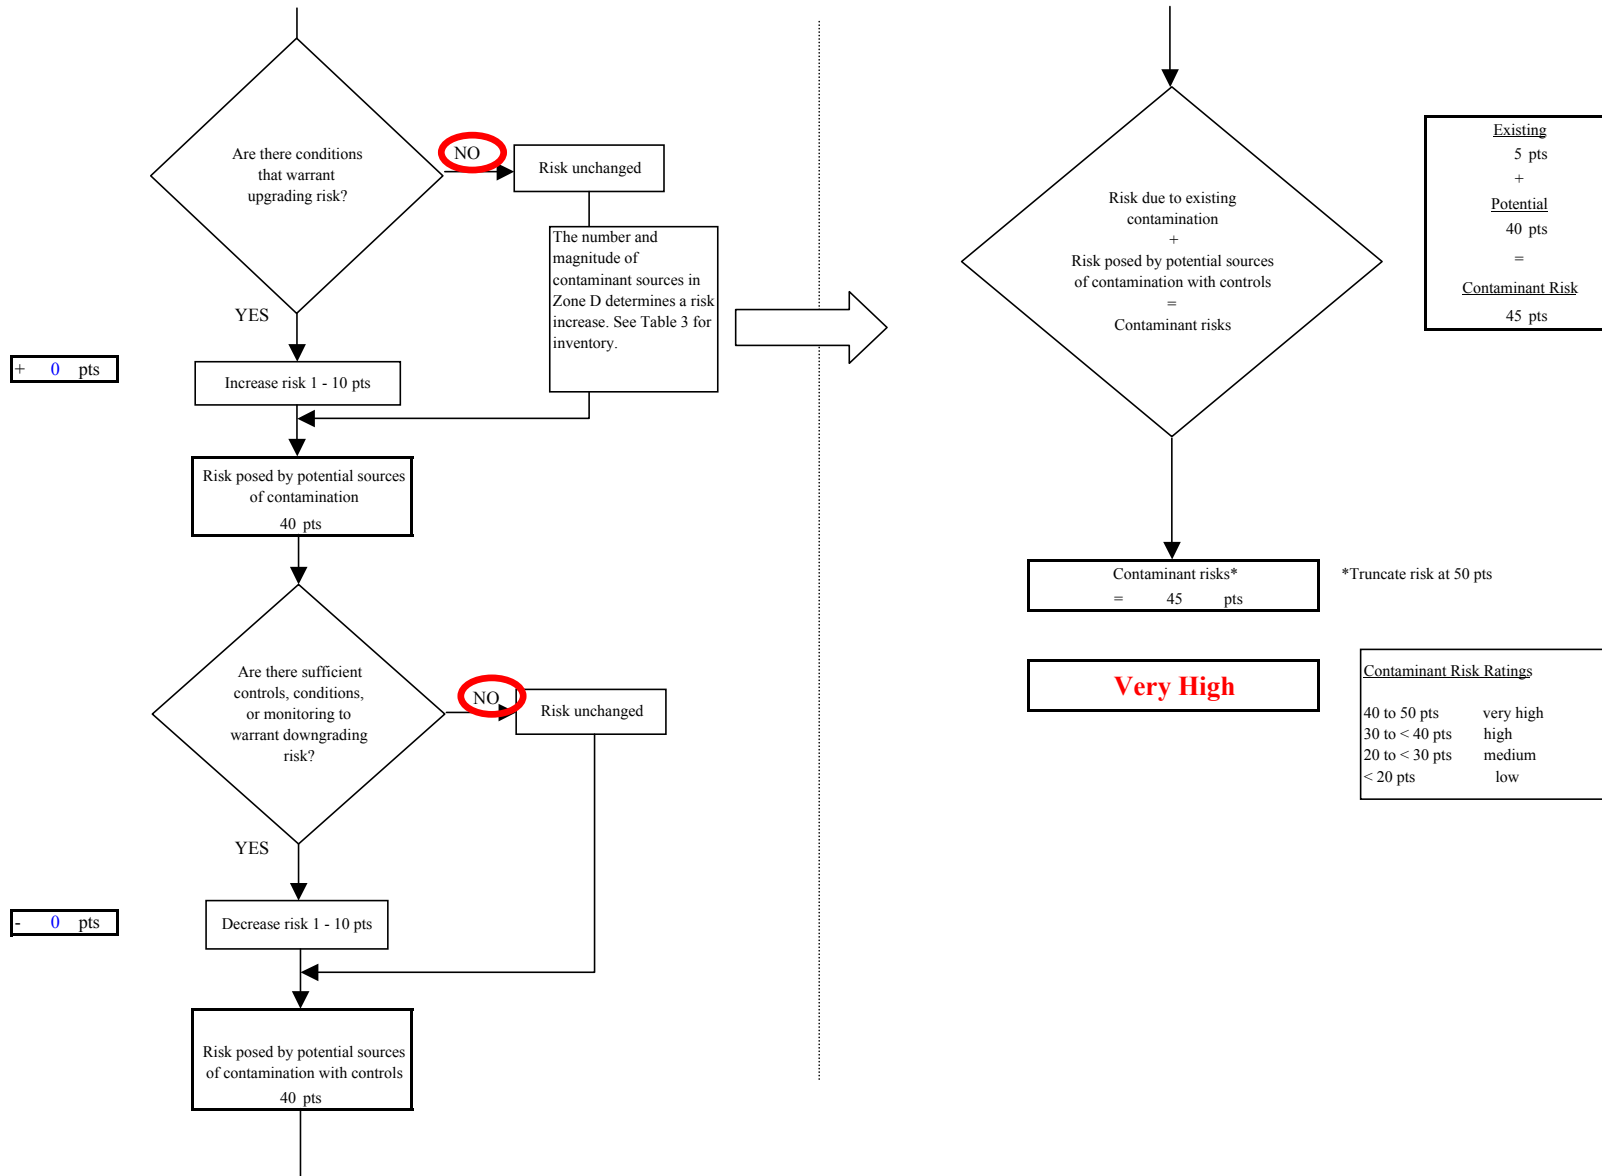 Are there conditions
that warrant
upgrading risk?
NO
Risk unchanged
The number and
magnitude of
contaminant sources in
Zone D determines a risk
increase. See Table 3 for
inventory.
YES
+ 0 pts
Increase risk 1 - 10 pts
Risk posed by potential sources
of contamination
40 pts
Are there sufficient
controls, conditions,
or monitoring to
warrant downgrading
risk?
NO
Risk unchanged
YES
- 0 pts
Decrease risk 1 - 10 pts
Risk posed by potential sources
of contamination with controls
40 pts
Risk due to existing
contamination
+
Risk posed by potential sources
of contamination with controls
=
Contaminant risks
Existing
5 pts
+
Potential
40 pts
=
Contaminant Risk
45 pts
Contaminant risks*
= 45 pts
*Truncate risk at 50 pts
Very High
Contaminant Risk Ratings
40 to 50 pts very high
30 to < 40 pts high
20 to < 30 pts medium
< 20 pts low